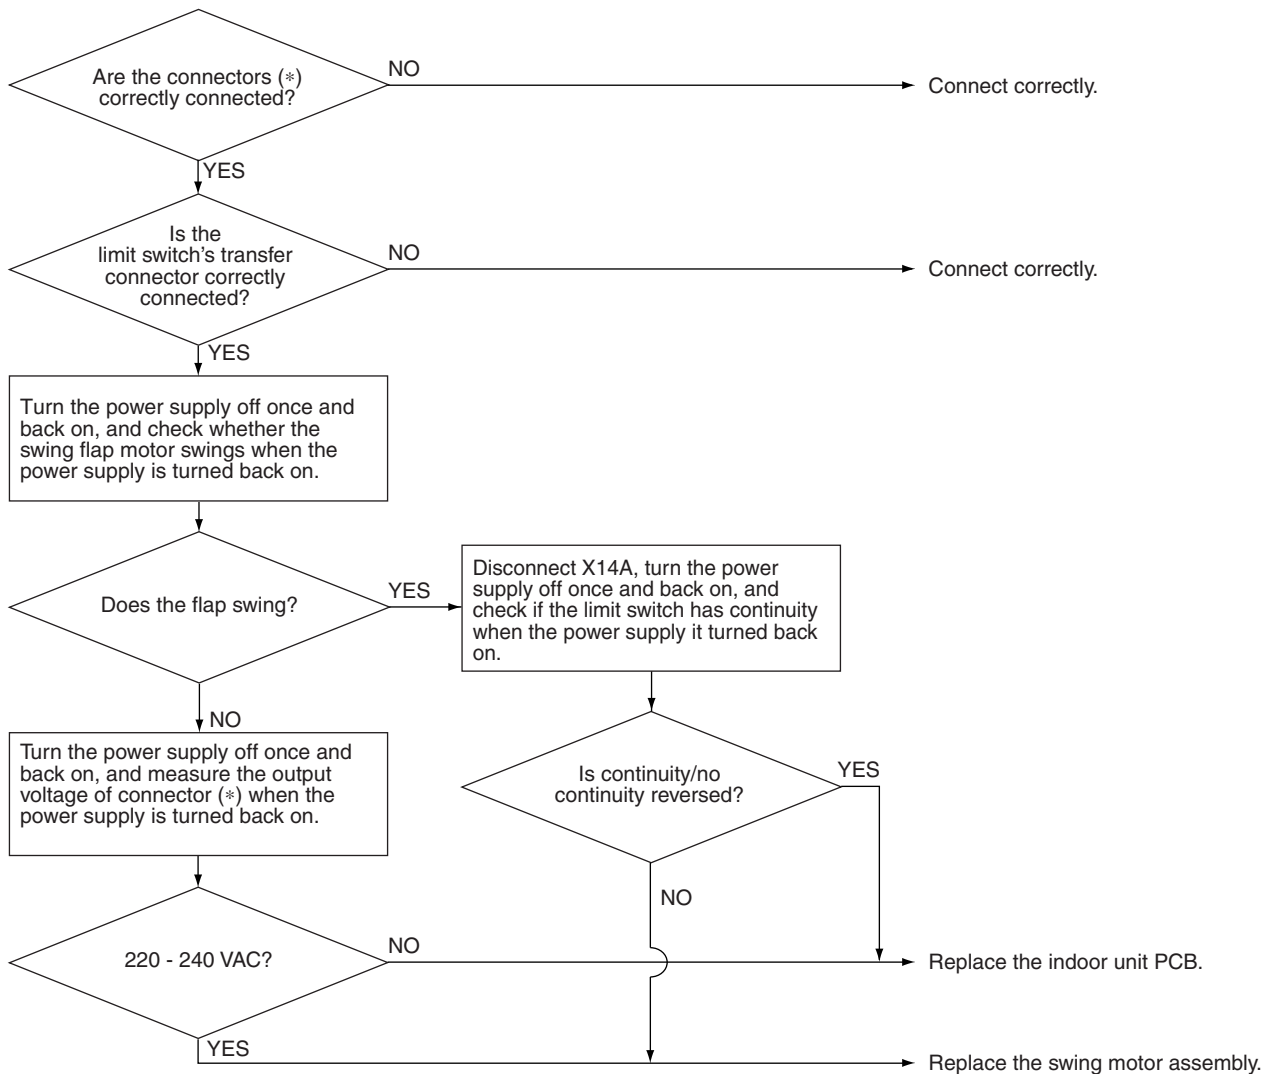 Are the connectors (*)
correctly connected?
NO
Connect correctly.
YES
Is the
limit switch's transfer
connector correctly
connected?
NO
Connect correctly.
YES
Turn the power supply off once and
back on, and check whether the
swing flap motor swings when the
power supply is turned back on.
Does the flap swing?
YES
Disconnect X14A, turn the power
supply off once and back on, and
check if the limit switch has continuity
when the power supply it turned back
on.
NO
Turn the power supply off once and
back on, and measure the output
voltage of connector (*) when the
power supply is turned back on.
Is continuity/no
continuity reversed?
YES
NO
220 - 240 VAC?
NO
Replace the indoor unit PCB.
YES
Replace the swing motor assembly.